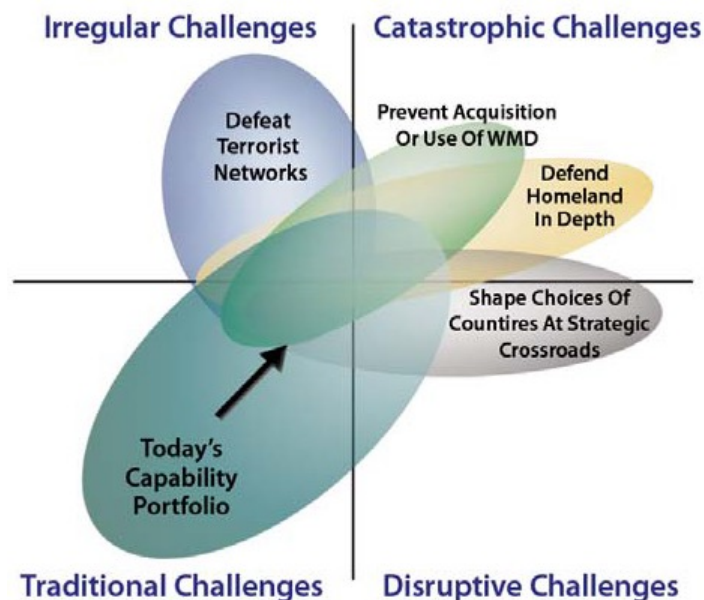 Irregular Challenges
Catastrophic Challenges
Defeat
Terrorist
Networks
Prevent Acquisition
Or Use Of WMD
Defend
Homeland
In Depth
Shape Choices Of
Countires At Strategic
Crossroads
Today's
Capability
Portfolio
Traditional Challenges
Disruptive Challenges